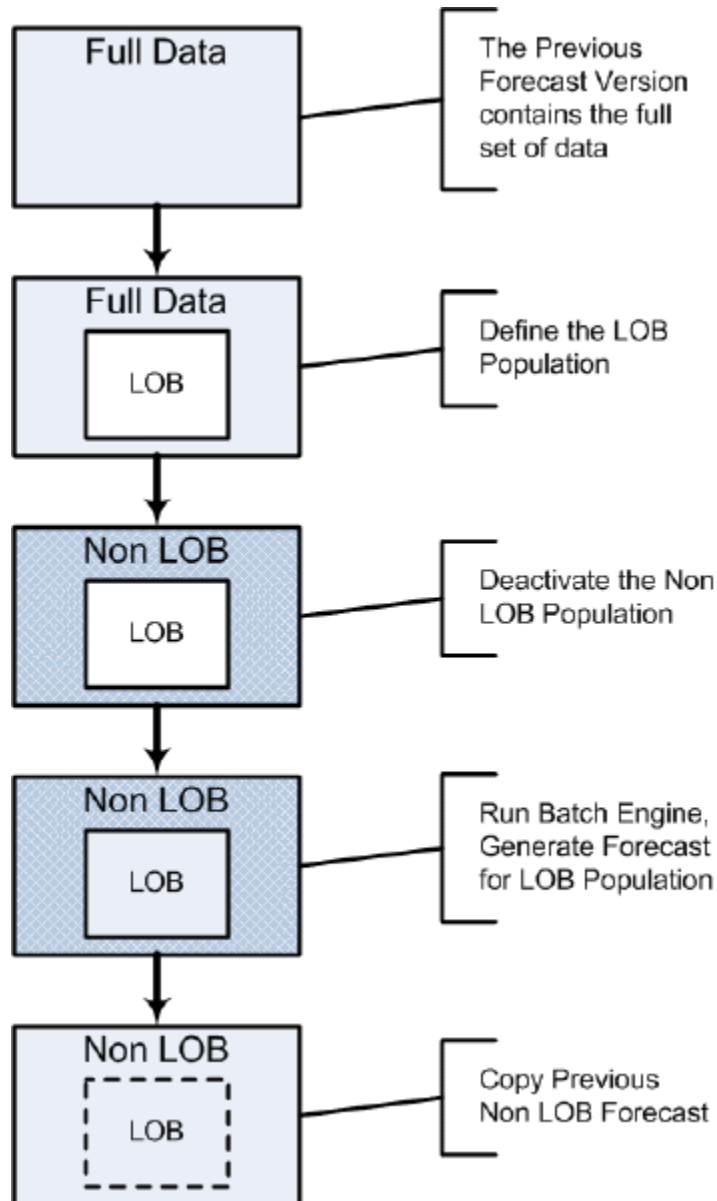 Full Data
The Previous
Forecast Version
contains the full
set of data
Full Data
LOB
Define the LOB
Population
Non LOB
LOB
Deactivate the Non
LOB Population
Non LOB
LOB
Run Batch Engine,
Generate Forecast
for LOB Population
Non LOB
LOB
Copy Previous
Non LOB Forecast